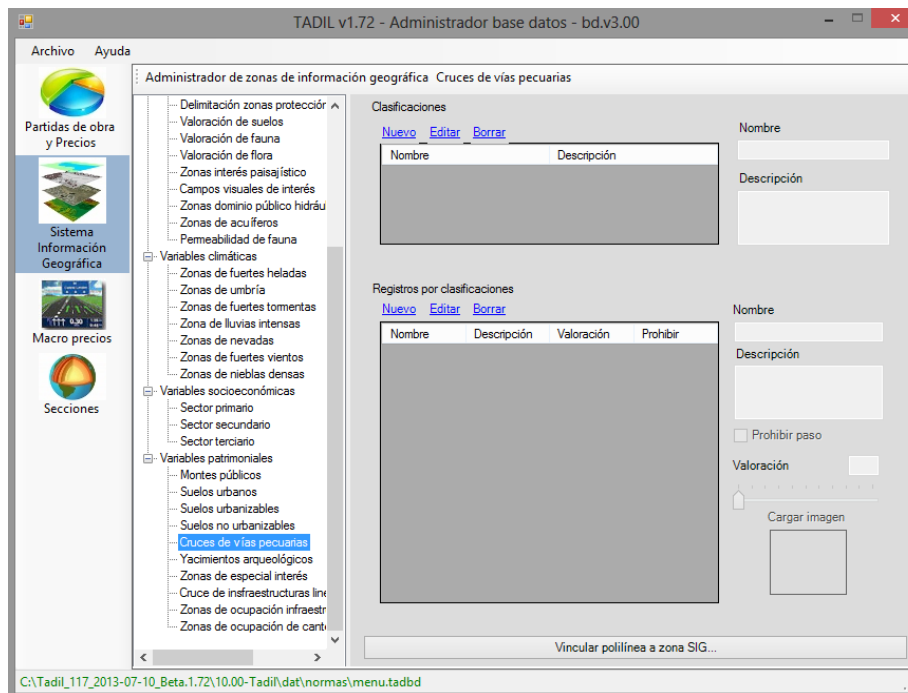 TADIL v1.72 - Administrador base datos - bd.v3.00
Archivo Ayuda
Partidas de obra
y Precios
Sistema
Información
Geográfica
Macro precios
Secciones
Administrador de zonas de información geográfica Cruces de vías pecuarias
Delimitación zonas protección
Valoración de suelos
Valoración de fauna
Valoración de flora
Zonas interés paisajístico
Campos visuales de interés
Zonas dominio público hidráu
Zonas de acuíferos
Permeabilidad de fauna
Variables climáticas
Zonas de fuertes heladas
Zonas de umbría
Zonas de fuertes tormentas
Zona de lluvias intensas
Zonas de nevadas
Zonas de fuertes vientos
Zonas de nieblas densas
Variables socioeconómicas
Sector primario
Sector secundario
Sector terciario
Variables patrimoniales
Montes públicos
Suelos urbanos
Suelos urbanizables
Suelos no urbanizables
Cruces de vías pecuarias
Yacimientos arqueológicos
Zonas de especial interés
Cruce de insfraestructuras line
Zonas de ocupación infraestr
Zonas de ocupación de cant
Clasificaciones
Nuevo Editar Borrar
Nombre Descripción
Nombre
Descripción
Registros por clasificaciones
Nuevo Editar Borrar
Nombre Descripción Valoración Prohibir
Nombre
Descripción
Prohibir paso
Valoración
Cargar imagen
Vincular polilínea a zona SIG...
C:\Tadil_117_2013-07-10_Beta.1.72\10.00-Tadil\dat\normas\menu.tadbd